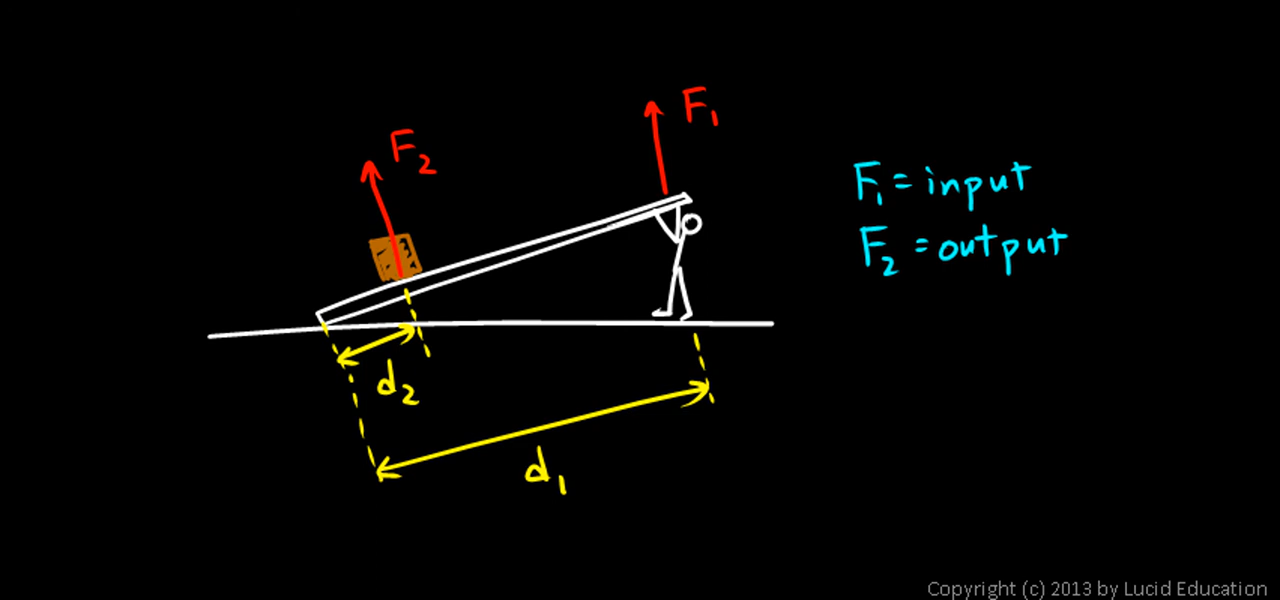 F₁
F₂
F₁ = input
F₂ = output
d₂
d₁
Copyright (c) 2013 by Lucid Education